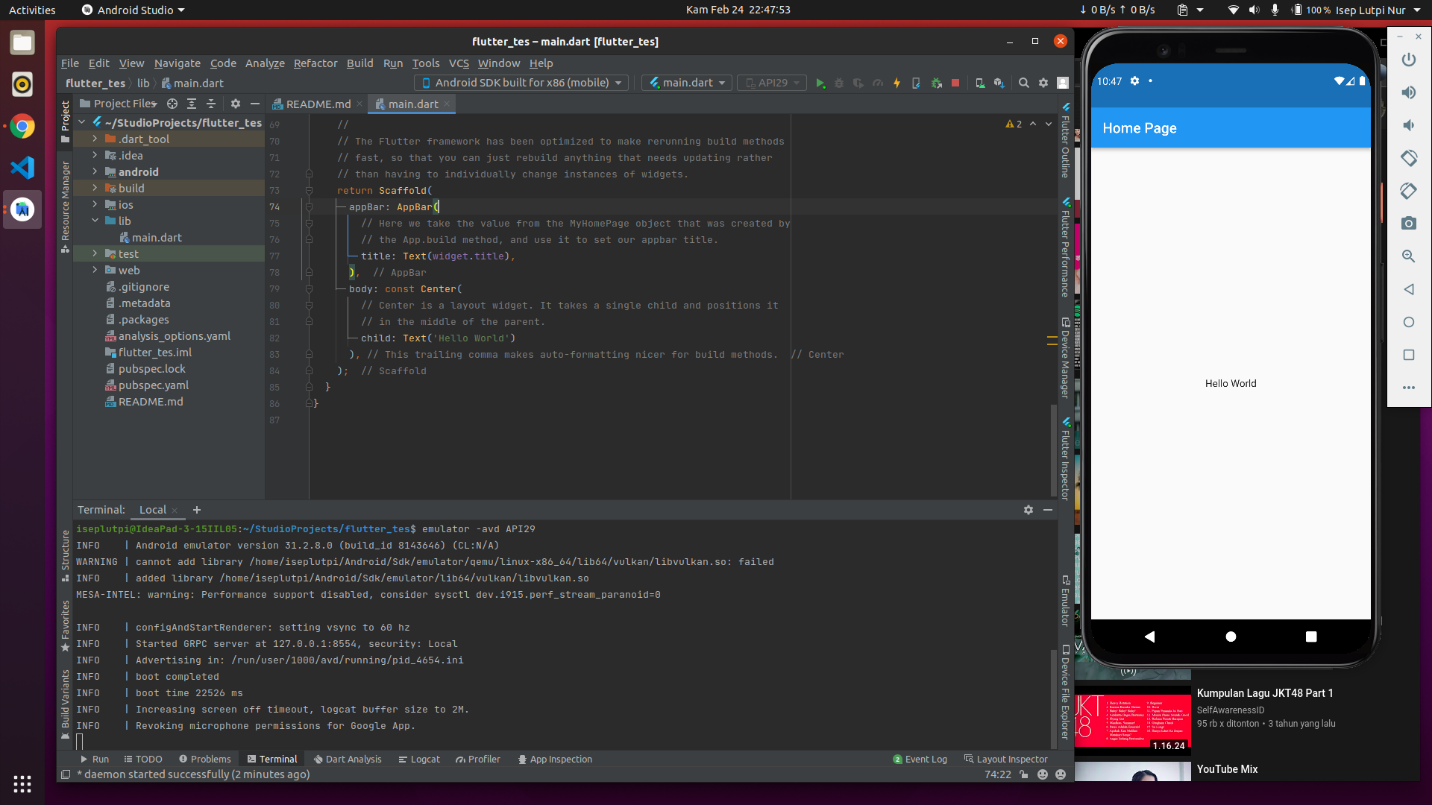 Activities
Android Studio
Kam Feb 24 22:47:53
↓ 0 B/s ↑ 0 B/s
100 %
Isep Lutpi Nur
flutter_tes – main.dart [flutter_tes]
File Edit View Navigate Code Analyze Refactor Build Run Tools VCS Window Help
flutter_tes lib main.dart
Android SDK built for x86 (mobile)
main.dart
API29
Project Files
README.md
main.dart
Project
Resource Manager
Structure
Favorites
Build Variants
~/StudioProjects/flutter_tes
.dart_tool
.idea
android
build
ios
lib
main.dart
test
web
.gitignore
.metadata
.packages
analysis_options.yaml
flutter_tes.iml
pubspec.lock
pubspec.yaml
README.md
2
69 //
70 // The Flutter framework has been optimized to make rerunning build methods
71 // fast, so that you can just rebuild anything that needs updating rather
72 // than having to individually change instances of widgets.
73 return Scaffold(
74 appBar: AppBar(
75 // Here we take the value from the MyHomePage object that was created by
76 // the App.build method, and use it to set our appbar title.
77 title: Text(widget.title),
78 ), // AppBar
79 body: const Center(
80 // Center is a layout widget. It takes a single child and positions it
81 // in the middle of the parent.
82 child: Text('Hello World')
83 ), // This trailing comma makes auto-formatting nicer for build methods. // Center
84 ); // Scaffold
85 }
86 }
87
Flutter Outline
Flutter Performance
Device Manager
Flutter Inspector
Emulator
Device File Explorer
Terminal: Local
iseplutpi@IdeaPad-3-15IIL05:~/StudioProjects/flutter_tes$ emulator -avd API29
INFO | Android emulator version 31.2.8.0 (build_id 8143646) (CL:N/A)
WARNING | cannot add library /home/iseplutpi/Android/Sdk/emulator/qemu/linux-x86_64/lib64/vulkan/libvulkan.so: failed
INFO | added library /home/iseplutpi/Android/Sdk/emulator/lib64/vulkan/libvulkan.so
MESA-INTEL: warning: Performance support disabled, consider sysctl dev.i915.perf_stream_paranoid=0
INFO | configAndStartRenderer: setting vsync to 60 hz
INFO | Started GRPC server at 127.0.0.1:8554, security: Local
INFO | Advertising in: /run/user/1000/avd/running/pid_4654.ini
INFO | boot completed
INFO | boot time 22526 ms
INFO | Increasing screen off timeout, logcat buffer size to 2M.
INFO | Revoking microphone permissions for Google App.
Run TODO Problems Terminal Dart Analysis Logcat Profiler App Inspection
2 Event Log Layout Inspector
* daemon started successfully (2 minutes ago)
74:22
10:47
Home Page
Hello World
JKT
48
1.16.24
Kumpulan Lagu JKT48 Part 1
SelfAwarenessID
95 rb x ditonton • 3 tahun yang lalu
YouTube Mix